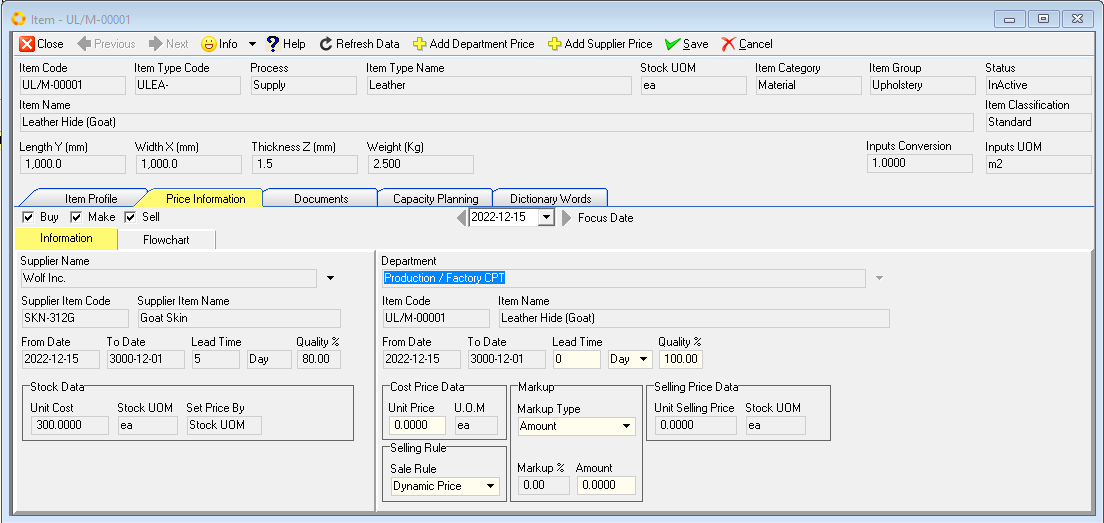 Item - UL/M-00001
Close Previous Next Info Help Refresh Data Add Department Price Add Supplier Price Save Cancel
Item Code Item Type Code Process Item Type Name Stock UOM Item Category Item Group Status
UL/M-00001 ULEA- Supply Leather ea Material Upholstery InActive
Item Name Item Classification
Leather Hide (Goat) Standard
Length Y (mm) Width X (mm) Thickness Z (mm) Weight (Kg) Inputs Conversion Inputs UOM
1,000.0 1,000.0 1.5 2.500 1.0000 m2
Item Profile Price Information Documents Capacity Planning Dictionary Words
Buy Make Sell 2022-12-15 Focus Date
Information Flowchart
Supplier Name
Wolf Inc.
Supplier Item Code Supplier Item Name
SKN-312G Goat Skin
From Date To Date Lead Time Quality %
2022-12-15 3000-12-01 5 Day 80.00
Stock Data
Unit Cost Stock UOM Set Price By
300.0000 ea Stock UOM
Department
Production / Factory CPT
Item Code Item Name
UL/M-00001 Leather Hide (Goat)
From Date To Date Lead Time Quality %
2022-12-15 3000-12-01 0 Day 100.00
Cost Price Data Markup Selling Price Data
Unit Price U.O.M Markup Type Unit Selling Price Stock UOM
0.0000 ea Amount 0.0000 ea
Selling Rule
Sale Rule Markup % Amount
Dynamic Price 0.00 0.0000